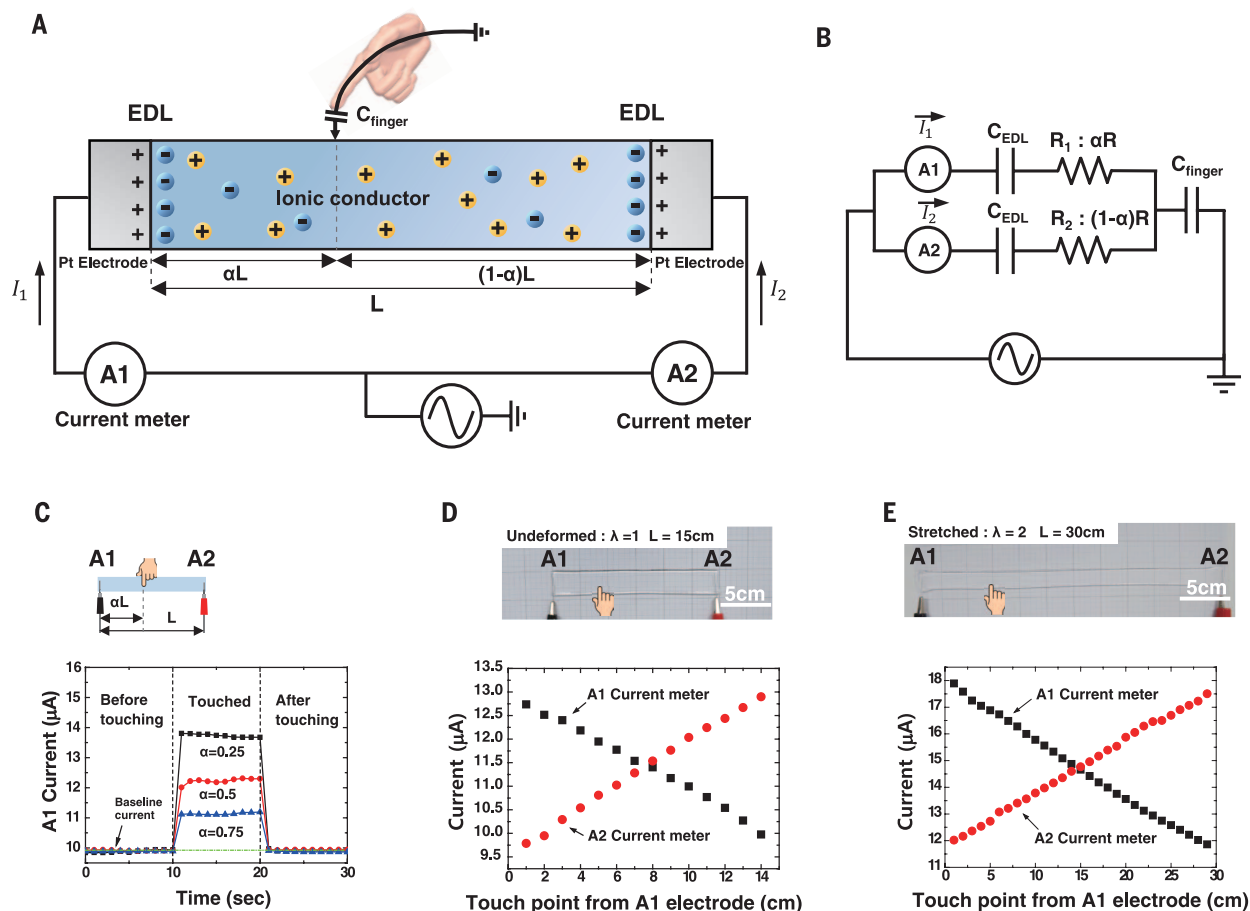 A
EDL
C_finger
EDL
+ - + + - + + - + - +
+ - - + +
+ - Ionic conductor + - +
+ - + - + + + - + - +
Pt Electrode
αL
(1-α)L
Pt Electrode
L
I₁
I₂
A1
A2
Current meter
Current meter
B
I₁
A1
C_EDL
R₁ : αR
C_finger
I₂
A2
C_EDL
R₂ : (1-α)R
C
A1
A2
αL
L
A1 Current (μA)
16
15
14
13
12
11
10
9
Before touching
Touched
After touching
α=0.25
α=0.5
α=0.75
Baseline current
0 10 20 30
Time (sec)
D
Undeformed : λ =1 L = 15cm
A1
A2
5cm
Current (μA)
13.5
13.0
12.5
12.0
11.5
11.0
10.5
10.0
9.5
A1 Current meter
A2 Current meter
0 2 4 6 8 10 12 14
Touch point from A1 electrode (cm)
E
Stretched : λ = 2 L = 30cm
A1
A2
5cm
Current (μA)
18
17
16
15
14
13
12
11
A1 Current meter
A2 Current meter
0 5 10 15 20 25 30
Touch point from A1 electrode (cm)